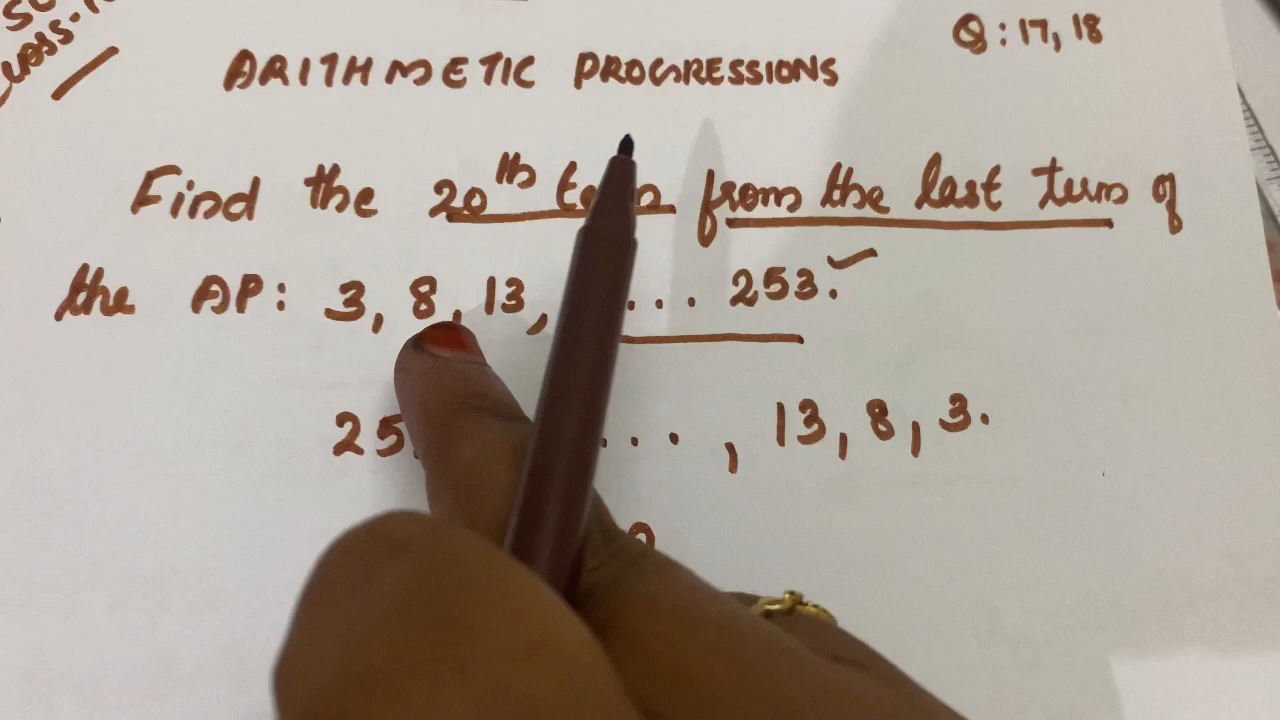 Q: 17, 18
ARITHMETIC PROGRESSIONS
Find the 20th from the last term of
the AP: 3, 8, 13, ... 253.
25 ... , 13, 8, 3.